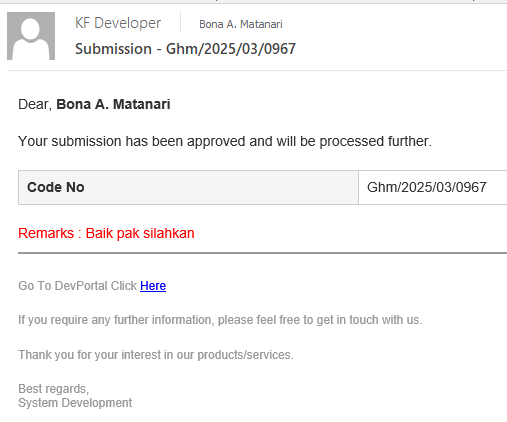 KF Developer Bona A. Matanari
Submission - Ghm/2025/03/0967
Dear, Bona A. Matanari
Your submission has been approved and will be processed further.
Code No Ghm/2025/03/0967
Remarks : Baik pak silahkan
Go To DevPortal Click Here
If you require any further information, please feel free to get in touch with us.
Thank you for your interest in our products/services.
Best regards,
System Development